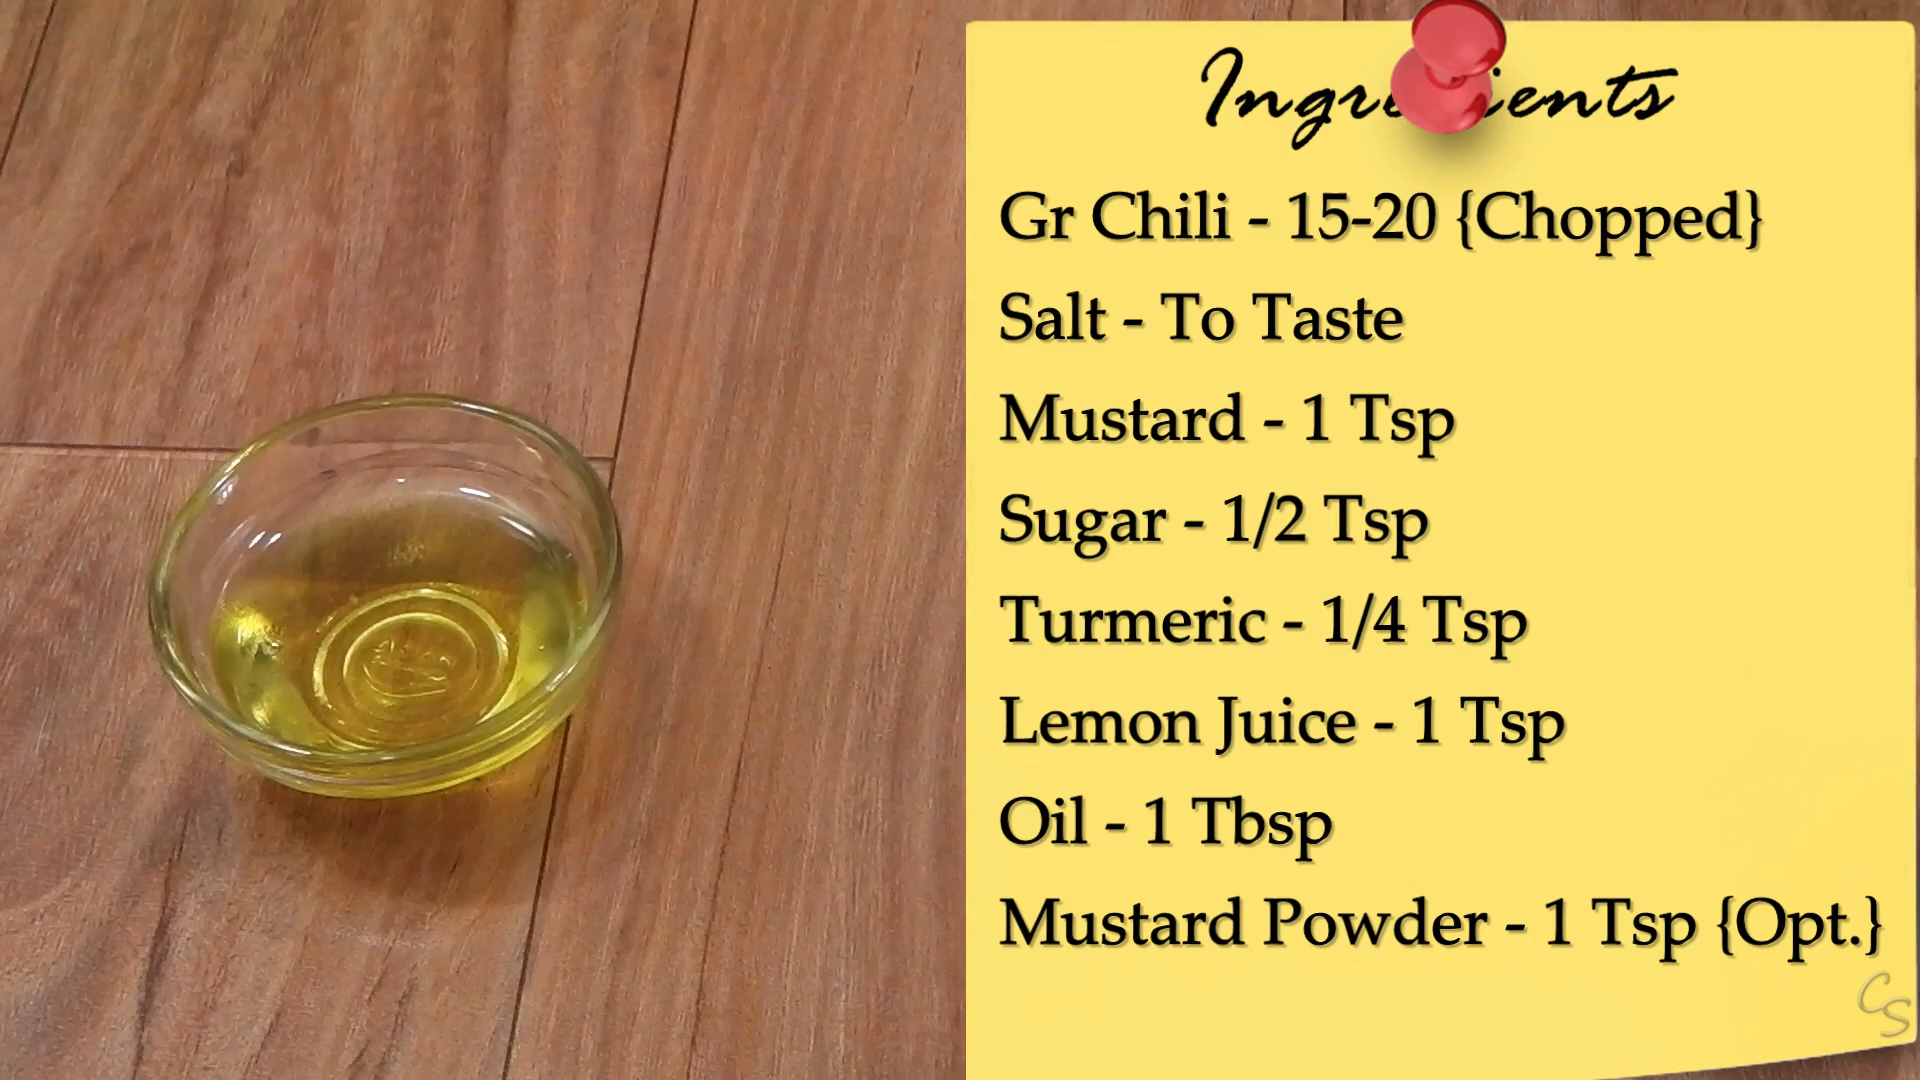 Ingredients
Gr Chili - 15-20 {Chopped}
Salt - To Taste
Mustard - 1 Tsp
Sugar - 1/2 Tsp
Turmeric - 1/4 Tsp
Lemon Juice - 1 Tsp
Oil - 1 Tbsp
Mustard Powder - 1 Tsp {Opt.}
CS